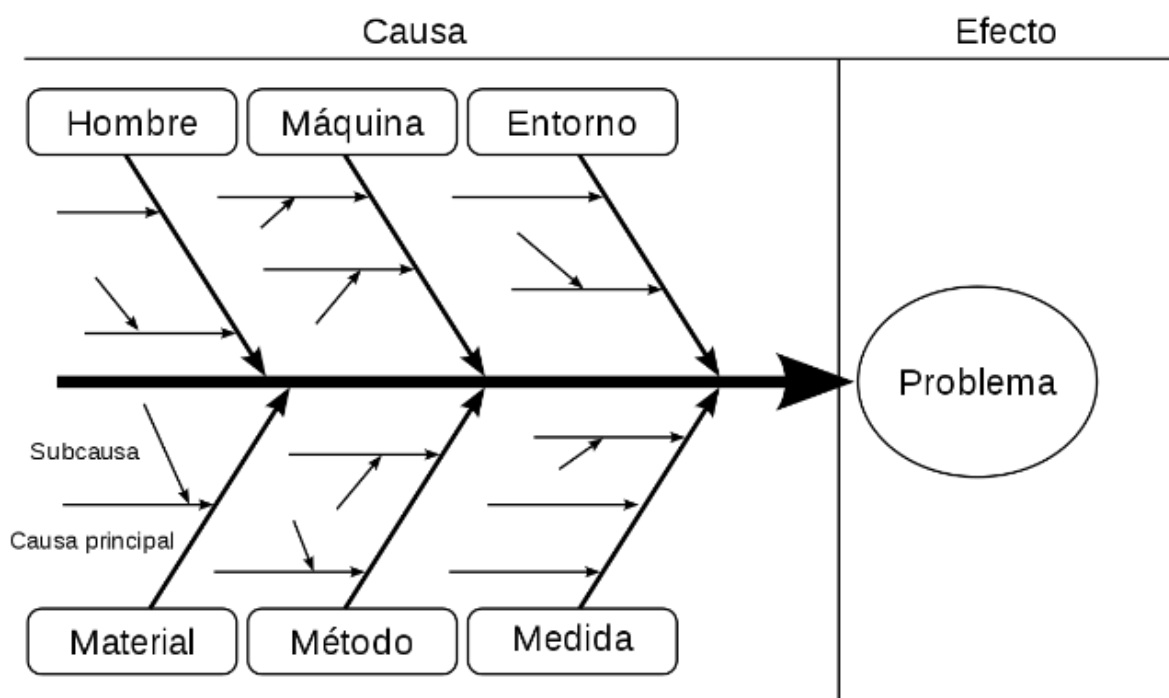 Causa
Efecto
Hombre
Máquina
Entorno
Problema
Subcausa
Causa principal
Material
Método
Medida